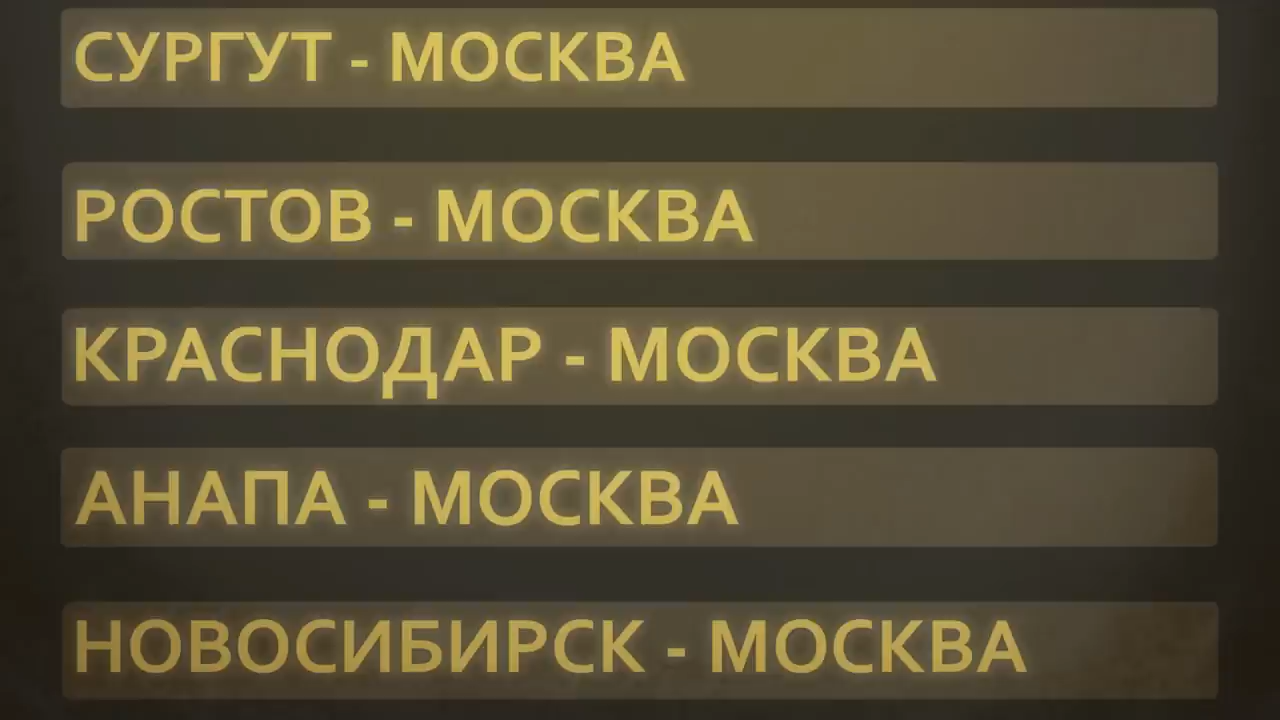 СУРГУТ - МОСКВА
РОСТОВ - МОСКВА
КРАСНОДАР - МОСКВА
АНАПА - МОСКВА
НОВОСИБИРСК - МОСКВА